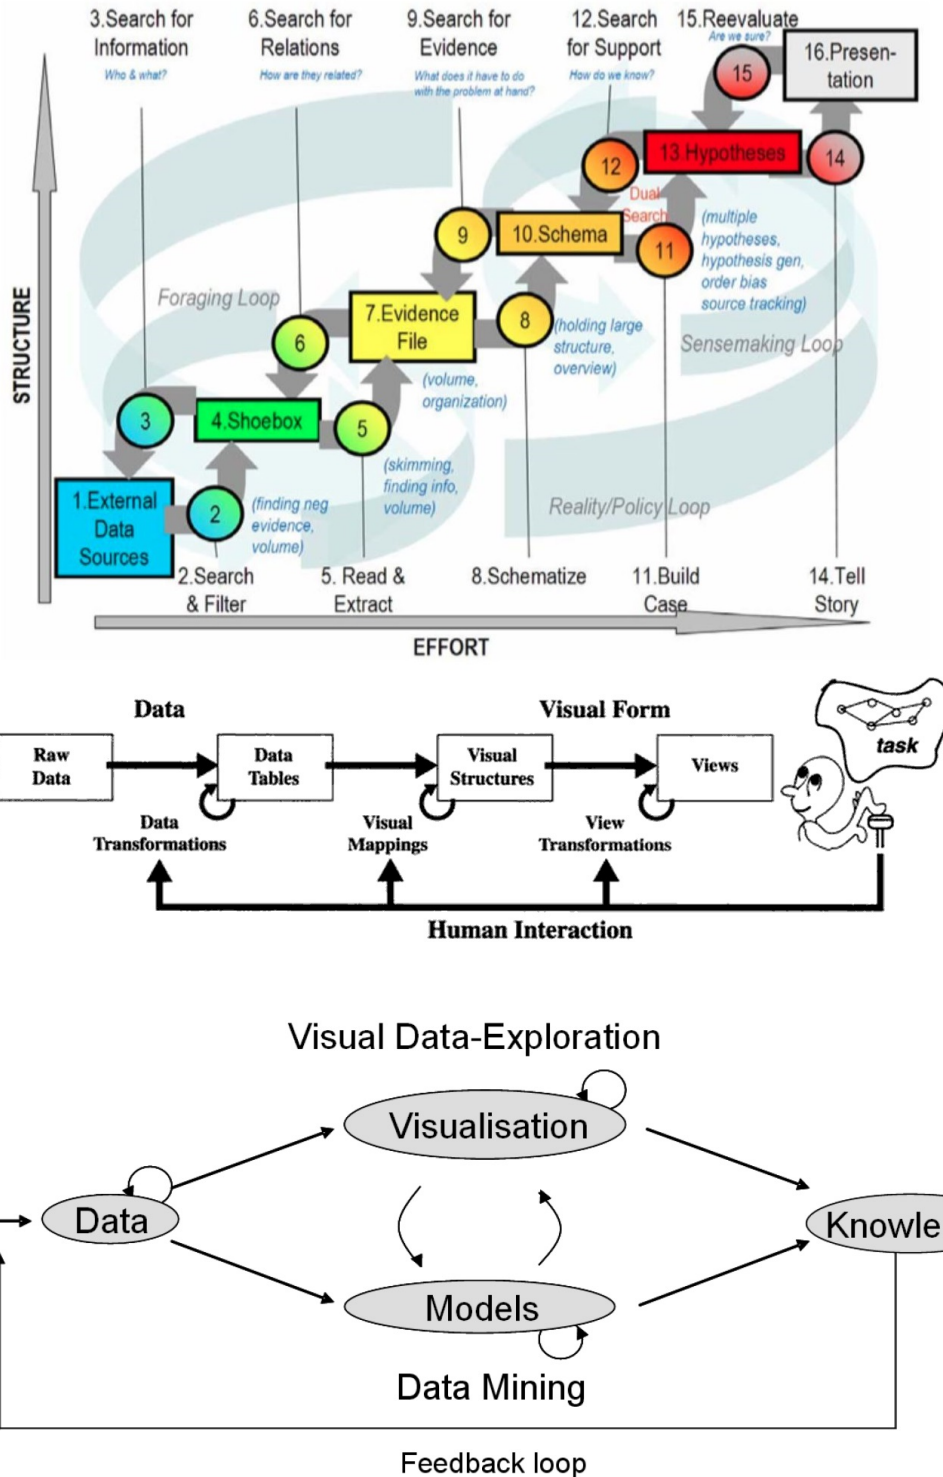 3.Search for
Information
Who & what?
6.Search for
Relations
How are they related?
9.Search for
Evidence
What does it have to do
with the problem at hand?
12.Search
for Support
How do we know?
15.Reevaluate
Are we sure?
16.Presen-
tation
15
14
13.Hypotheses
12
Dual
Search
11
(multiple
hypotheses,
hypothesis gen,
order bias
source tracking)
10.Schema
9
8
(holding large
structure,
overview)
7.Evidence
File
6
(volume,
organization)
Foraging Loop
Sensemaking Loop
Reality/Policy Loop
5
4.Shoebox
3
(skimming,
finding info,
volume)
1.External
Data
Sources
2
(finding neg
evidence,
volume)
STRUCTURE
2.Search
& Filter
5. Read &
Extract
8.Schematize
11.Build
Case
14.Tell
Story
EFFORT
Data
Visual Form
task
Raw
Data
Data
Tables
Visual
Structures
Views
Data
Transformations
Visual
Mappings
View
Transformations
Human Interaction
Visual Data-Exploration
Visualisation
Data
Knowle
Models
Data Mining
Feedback loop